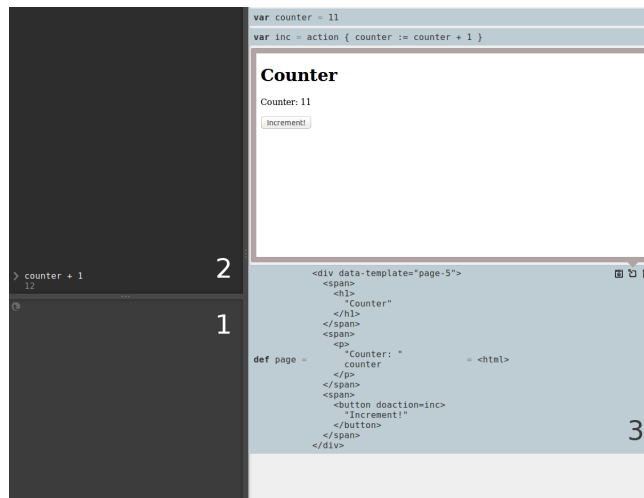 var counter = 11
var inc = action { counter := counter + 1 }
Counter
Counter: 11
Increment!
❯ counter + 1
12
2
1
<div data-template="page-5">
<span>
<h1>
"Counter"
</h1>
</span>
<span>
<p>
"Counter: "
counter
def page = = <html>
</p>
</span>
<span>
<button doaction=inc>
"Increment!"
</button>
</span>
</div>
3